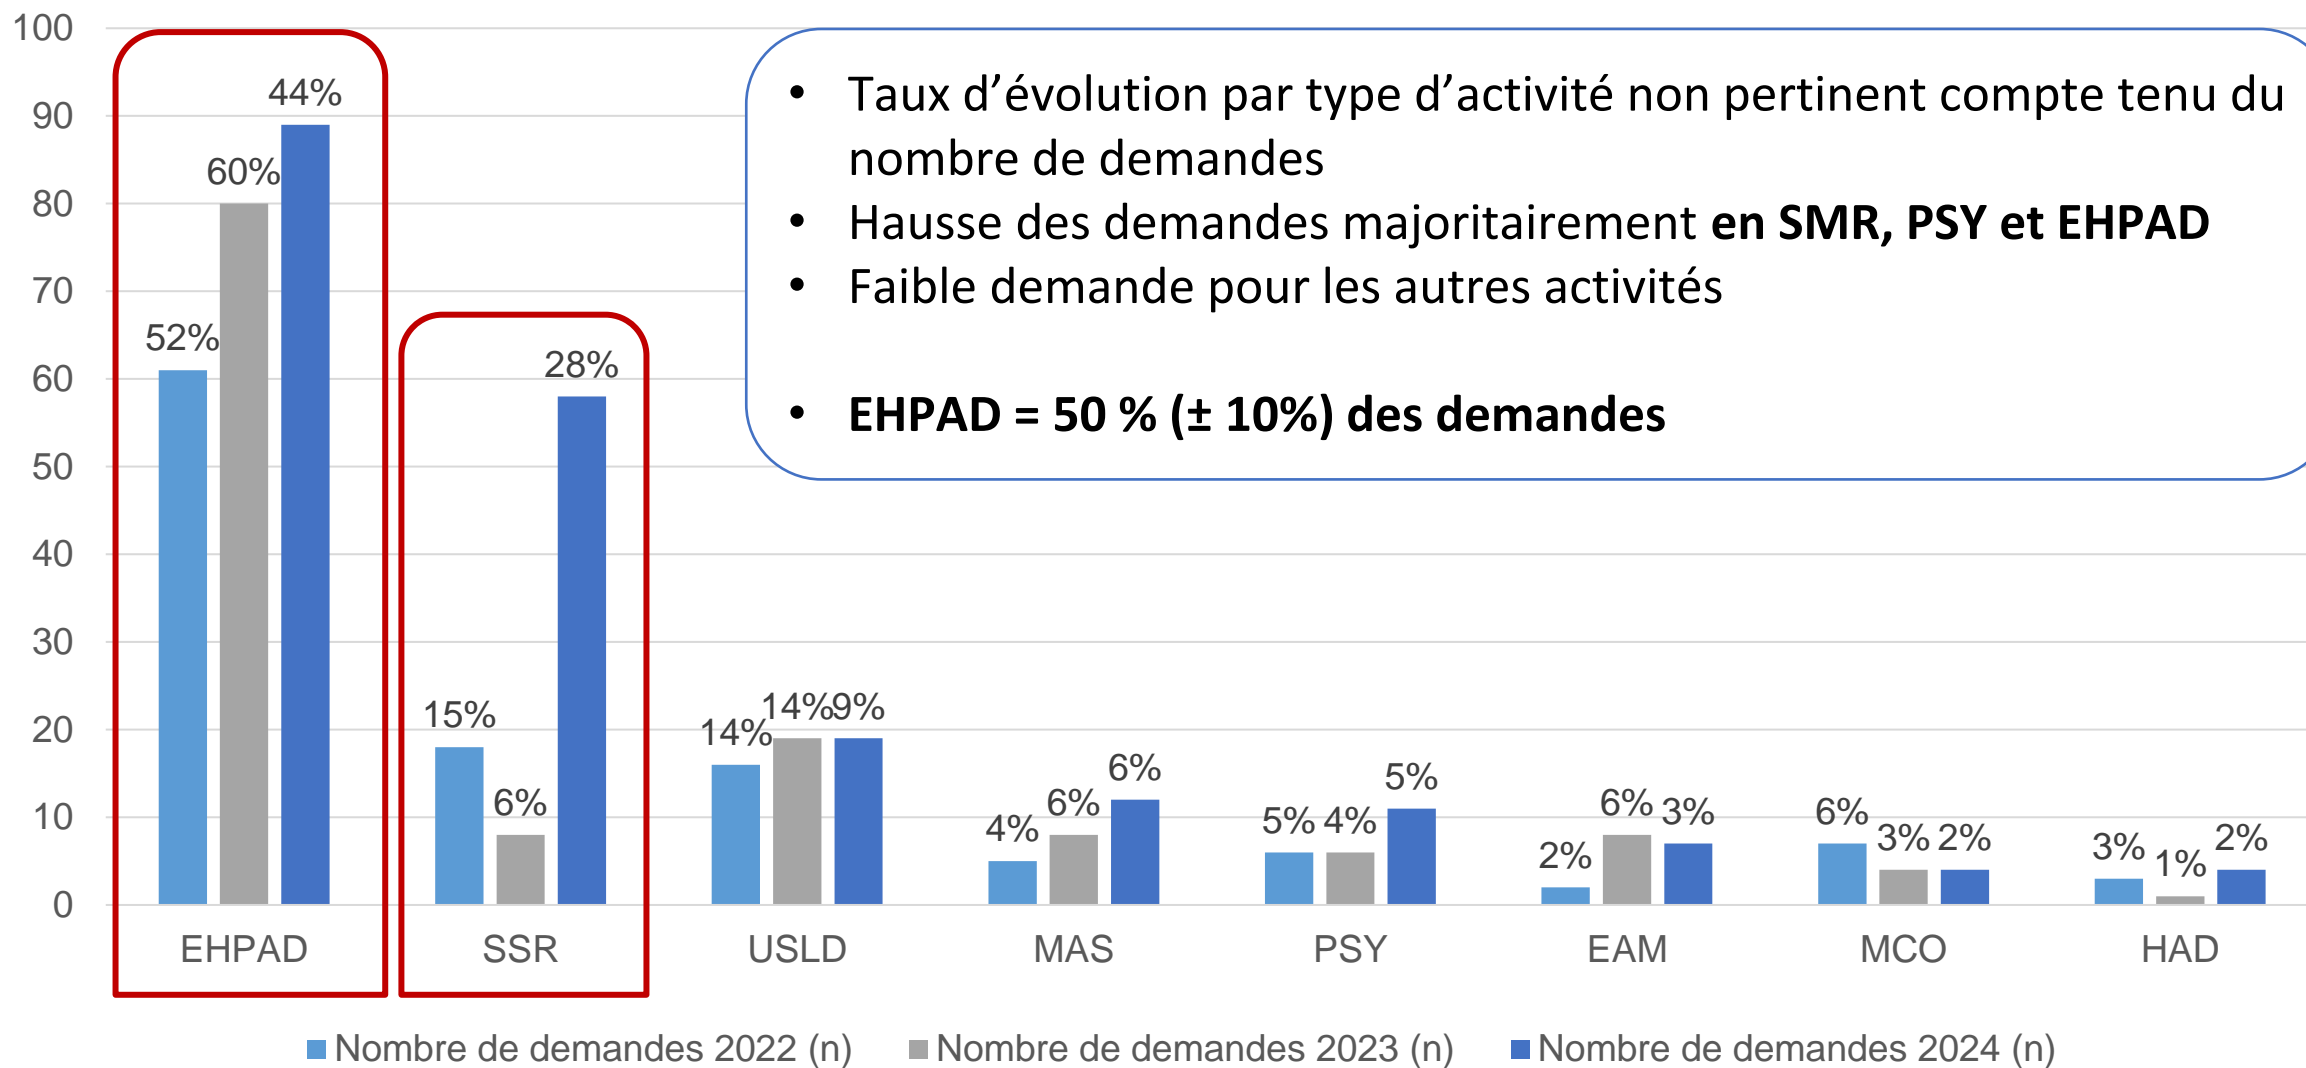 100
90
80
70
60
50
40
30
20
10
0
52%
60%
44%
15%
6%
28%
14%
14%
9%
4%
6%
6%
5%
4%
5%
2%
6%
3%
6%
3%
2%
3%
1%
2%
• Taux d’évolution par type d’activité non pertinent compte tenu du
nombre de demandes
• Hausse des demandes majoritairement en SMR, PSY et EHPAD
• Faible demande pour les autres activités
• EHPAD = 50 % (± 10%) des demandes
EHPAD
SSR
USLD
MAS
PSY
EAM
MCO
HAD
Nombre de demandes 2022 (n)
Nombre de demandes 2023 (n)
Nombre de demandes 2024 (n)